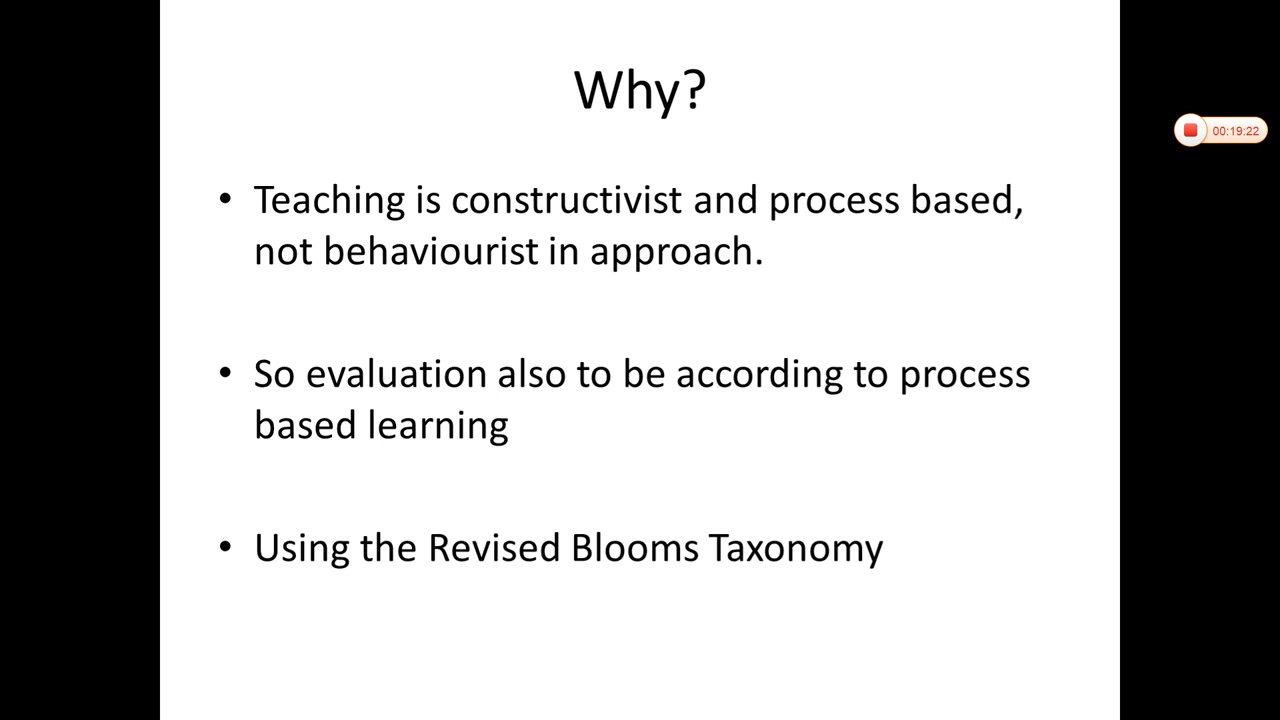 Why?
00:19:22
• Teaching is constructivist and process based,
not behaviourist in approach.
• So evaluation also to be according to process
based learning
• Using the Revised Blooms Taxonomy